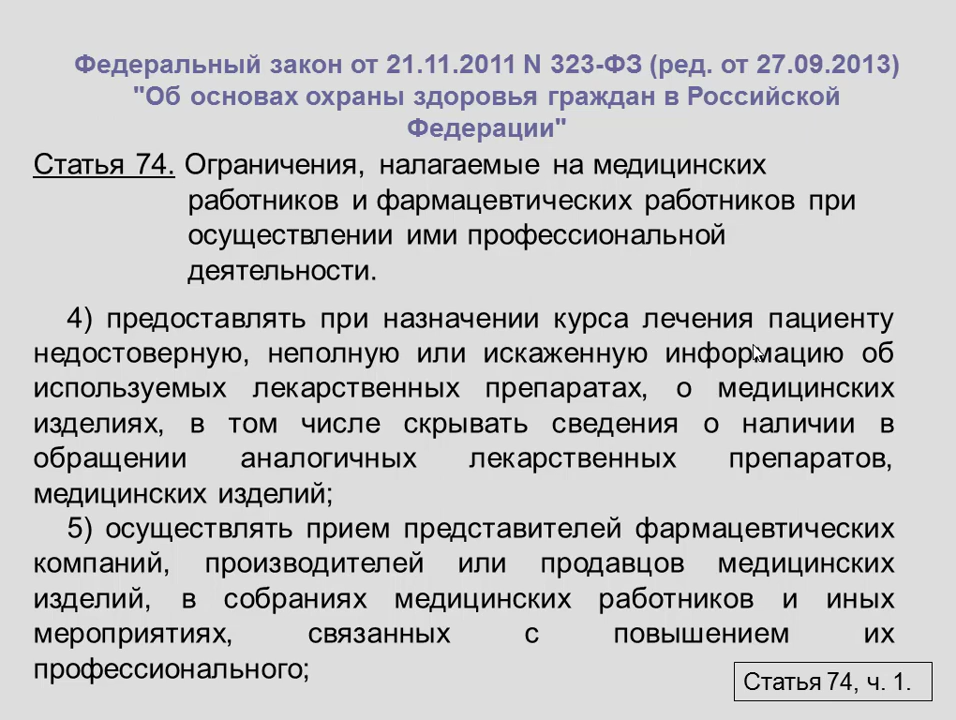 Федеральный закон от 21.11.2011 N 323-ФЗ (ред. от 27.09.2013)
"Об основах охраны здоровья граждан в Российской
Федерации"
Статья 74. Ограничения, налагаемые на медицинских
работников и фармацевтических работников при
осуществлении ими профессиональной
деятельности.
4) предоставлять при назначении курса лечения пациенту
недостоверную, неполную или искаженную информацию об
используемых лекарственных препаратах, о медицинских
изделиях, в том числе скрывать сведения о наличии в
обращении аналогичных лекарственных препаратов,
медицинских изделий;
5) осуществлять прием представителей фармацевтических
компаний, производителей или продавцов медицинских
изделий, в собраниях медицинских работников и иных
мероприятиях, связанных с повышением их
профессионального;
Статья 74, ч. 1.